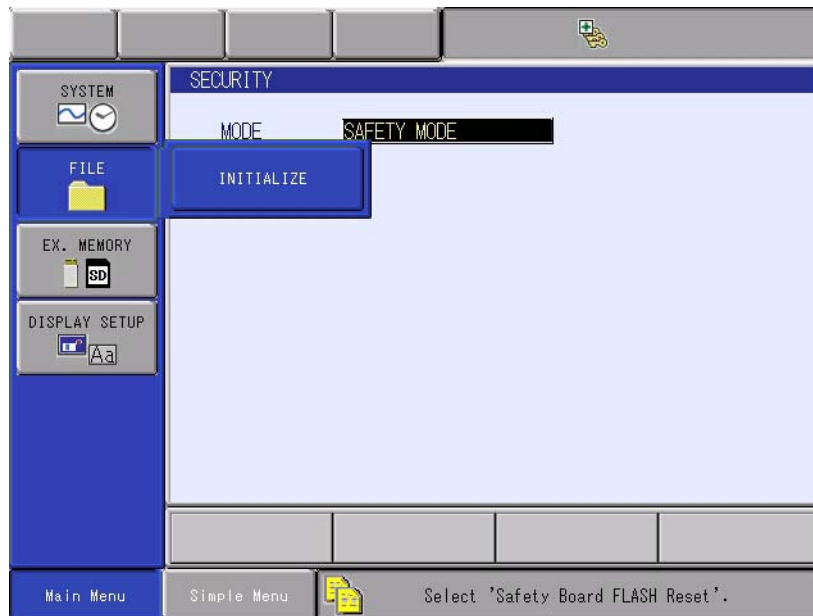 SYSTEM
SECURITY
MODE SAFETY MODE
FILE
INITIALIZE
EX. MEMORY
SD
DISPLAY SETUP
Aa
Main Menu
Simple Menu
Select 'Safety Board FLASH Reset'.